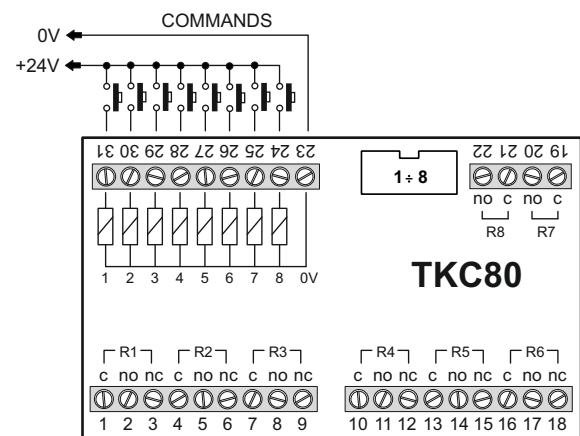 COMMANDS
0V
+24V
31 30 29 28 27 26 25 24 23
22 21 20 19
1÷8
no c no c
R8 R7
1 2 3 4 5 6 7 8 0V
TKC80
R1 R2 R3 R4 R5 R6
c no nc c no nc c no nc c no nc c no nc c no nc
1 2 3 4 5 6 7 8 9 10 11 12 13 14 15 16 17 18